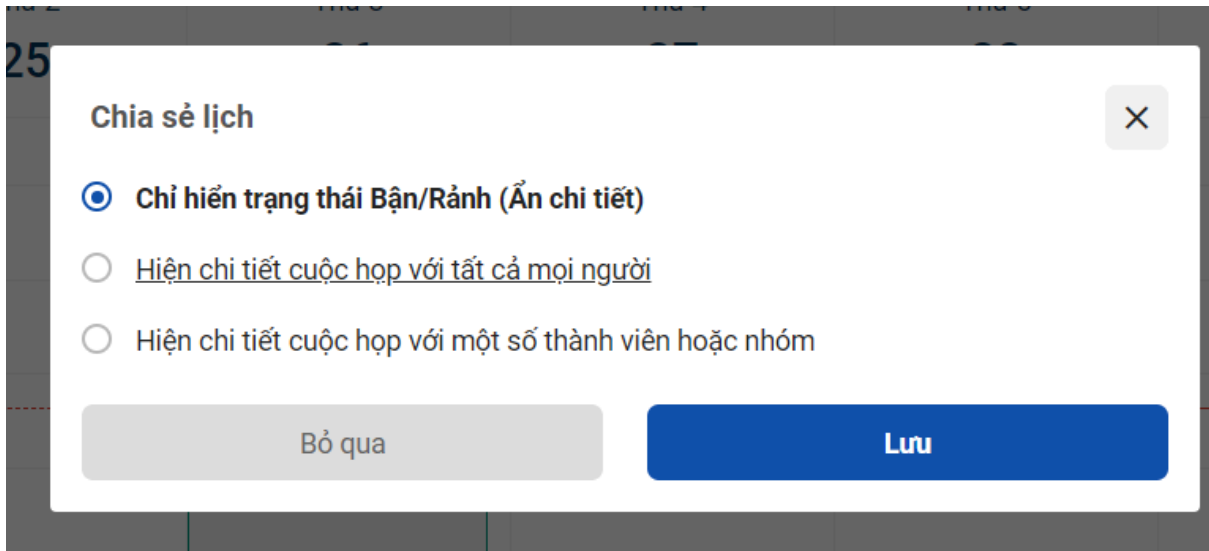 25
Chia sẻ lịch
Chỉ hiển trạng thái Bận/Rảnh (Ẩn chi tiết)
Hiện chi tiết cuộc họp với tất cả mọi người
Hiện chi tiết cuộc họp với một số thành viên hoặc nhóm
Bỏ qua
Lưu